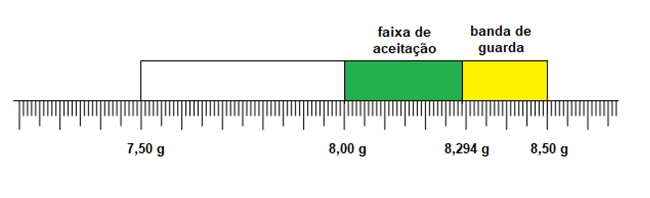 faixa de
aceitação
banda de
guarda
7,50 g
8,00 g
8,294 g
8,50 g